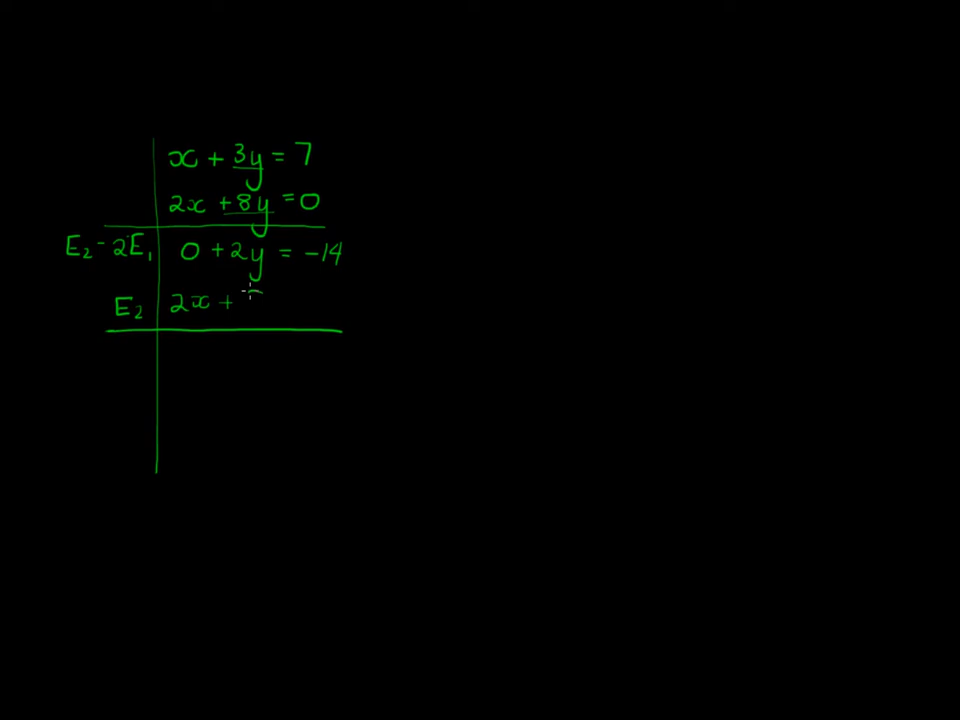 x + 3y = 7
2x + 8y = 0
E₂ - 2E₁ 0 + 2y = -14
E₂ 2x +